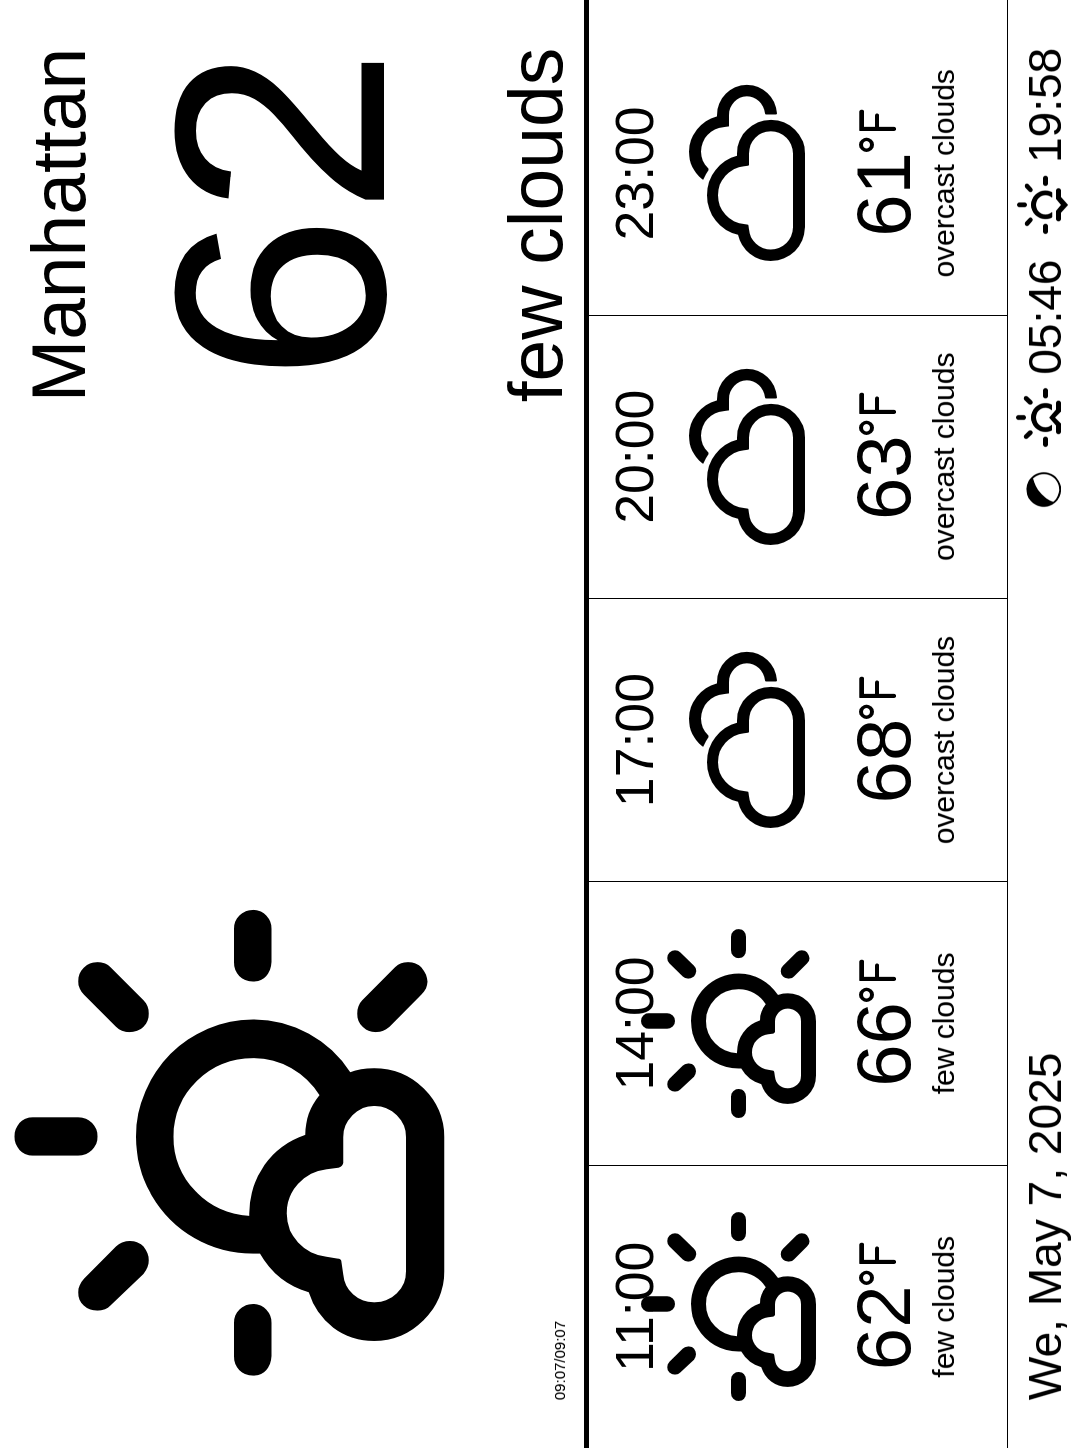 Manhattan
62
few clouds
09:07/09:07
11:00 14:00 17:00 20:00 23:00
62°F 66°F 68°F 63°F 61°F
few clouds few clouds overcast clouds overcast clouds overcast clouds
We, May 7, 2025 05:46 19:58